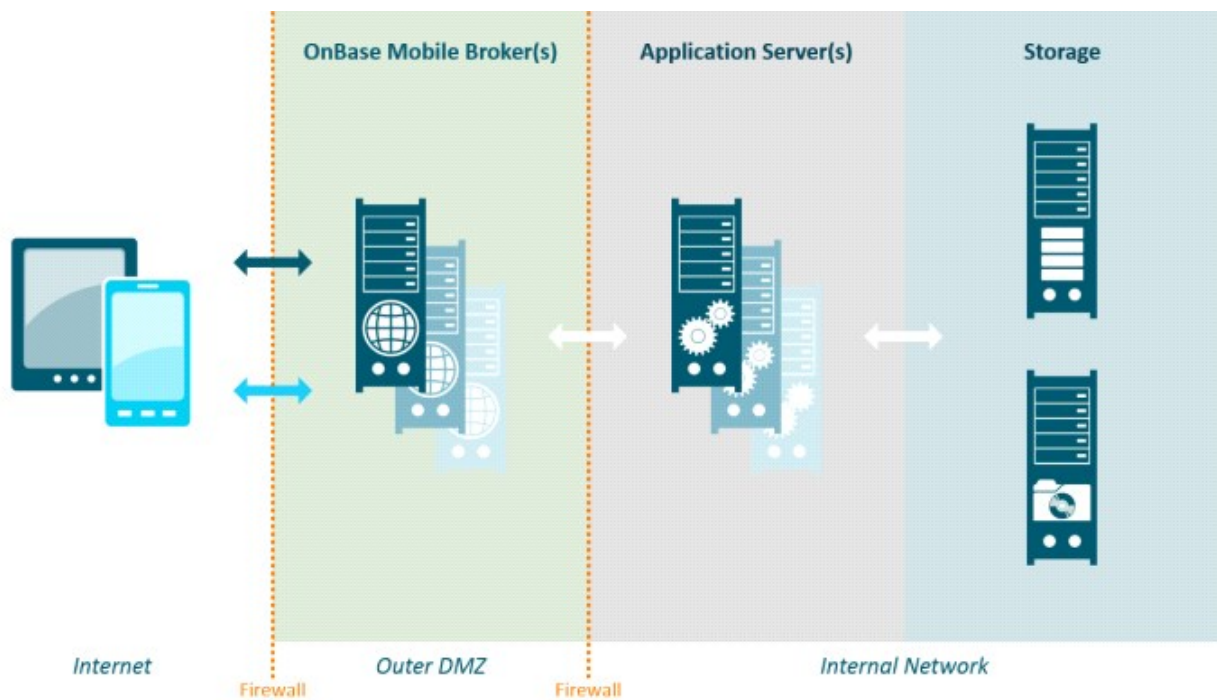 OnBase Mobile Broker(s)
Application Server(s)
Storage
Internet
Outer DMZ
Internal Network
Firewall
Firewall